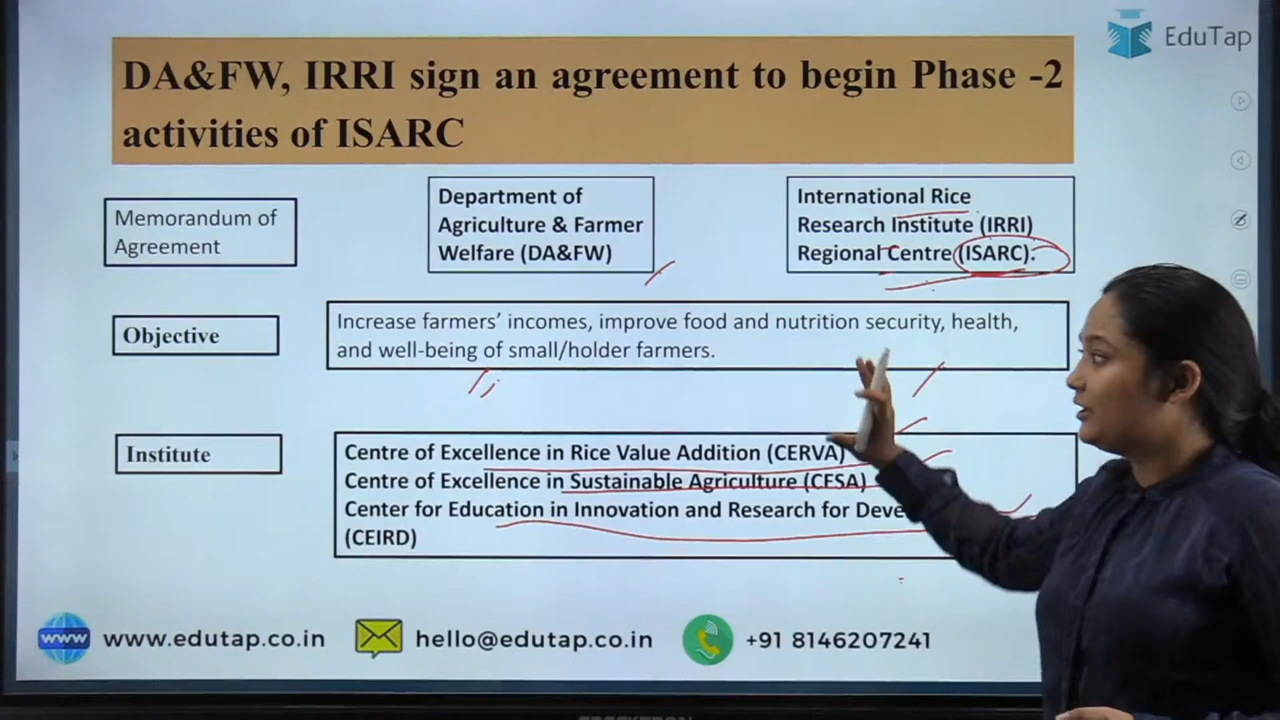 EduTap
DA&FW, IRRI sign an agreement to begin Phase -2
activities of ISARC
Memorandum of
Agreement
Department of
Agriculture & Farmer
Welfare (DA&FW)
International Rice
Research Institute (IRRI)
Regional Centre (ISARC).
Objective
Increase farmers' incomes, improve food and nutrition security, health,
and well-being of small/holder farmers.
Institute
Centre of Excellence in Rice Value Addition (CERVA)
Centre of Excellence in Sustainable Agriculture (CESA)
Center for Education in Innovation and Research for
(CEIRD)
www www.edutap.co.in hello@edutap.co.in +91 8146207241